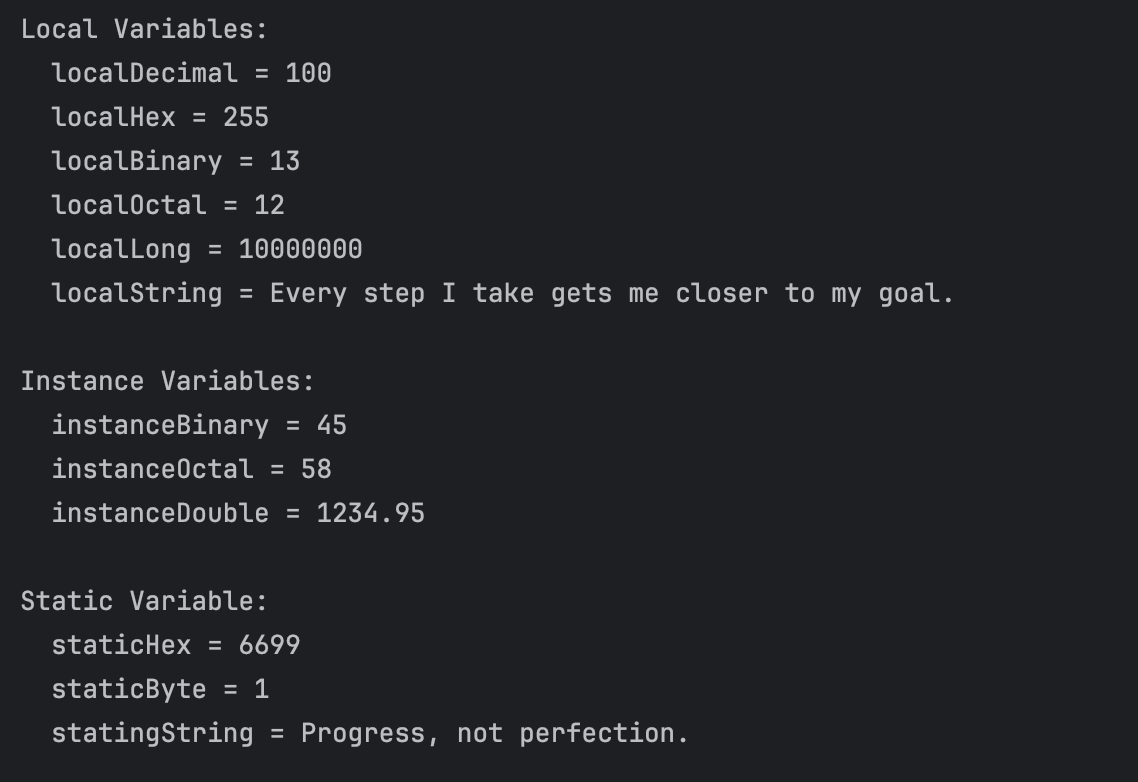 Local Variables:
  localDecimal = 100
  localHex = 255
  localBinary = 13
  localOctal = 12
  localLong = 10000000
  localString = Every step I take gets me closer to my goal.

Instance Variables:
  instanceBinary = 45
  instanceOctal = 58
  instanceDouble = 1234.95

Static Variable:
  staticHex = 6699
  staticByte = 1
  statingString = Progress, not perfection.